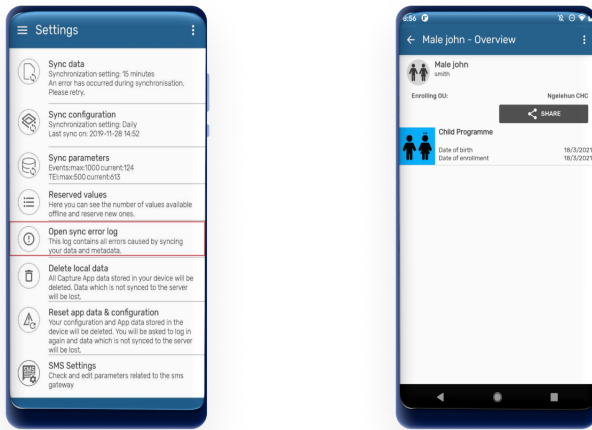 Settings
Sync data
Synchronization setting: 15 minutes
An error has occurred during synchronisation.
Please retry.
Sync configuration
Synchronization setting: Daily
Last sync on: 2019-11-28 14:52
Sync parameters
Events:max:1000 current:124
TEI:max:500 current:613
Reserved values
Here you can see the number of values available
offline and reserve new ones.
Open sync error log
This log contains all errors caused by syncing
your data and metadata.
Delete local data
All Capture App data stored in your device will be
deleted. Data which is not synced to the server
will be lost.
Reset app data & configuration
Your configuration and App data stored in the
device will be deleted. You will be asked to log in
again and data which is not synced to the server
will be lost.
SMS Settings
Check and edit parameters related to the sms
gateway
6:56
Male john - Overview
Male john
smith
Enrolling OU: Ngelehun CHC
SHARE
Child Programme
Date of birth 18/3/2021
Date of enrollment 18/3/2021